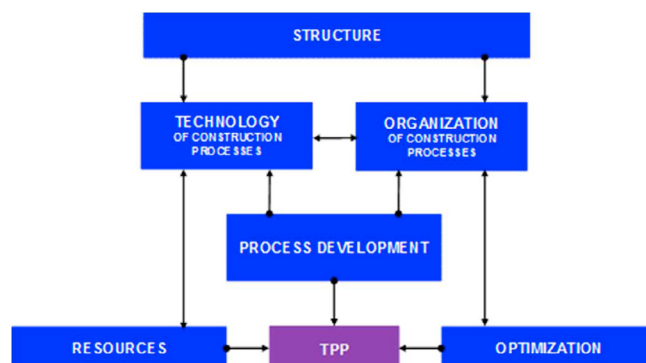 STRUCTURE
TECHNOLOGY
OF CONSTRUCTION
PROCESSES
ORGANIZATION
OF CONSTRUCTION
PROCESSES
PROCESS DEVELOPMENT
RESOURCES
TPP
OPTIMIZATION